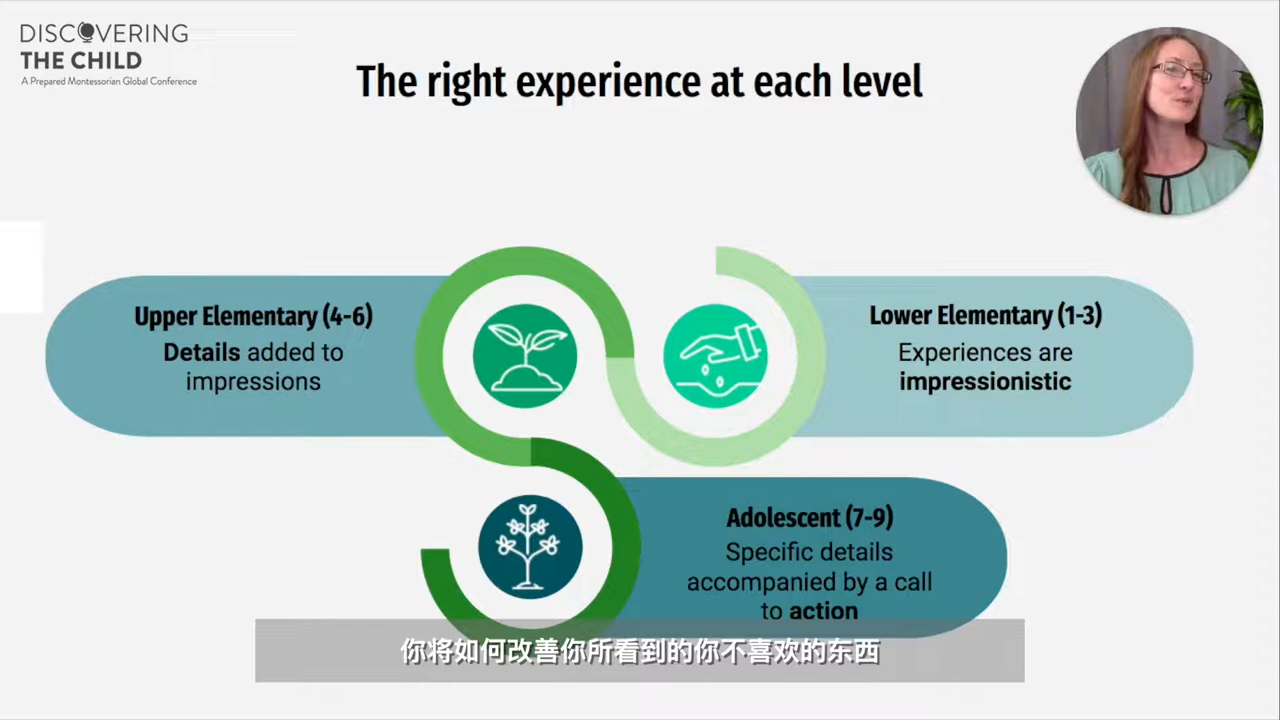 DISCOVERING
THE CHILD
A Prepared Montessorian Global Conference
The right experience at each level
Upper Elementary (4-6)
Details added to
impressions
Lower Elementary (1-3)
Experiences are
impressionistic
Adolescent (7-9)
Specific details
accompanied by a call
to action
你将如何改善你所看到的你不喜欢的东西